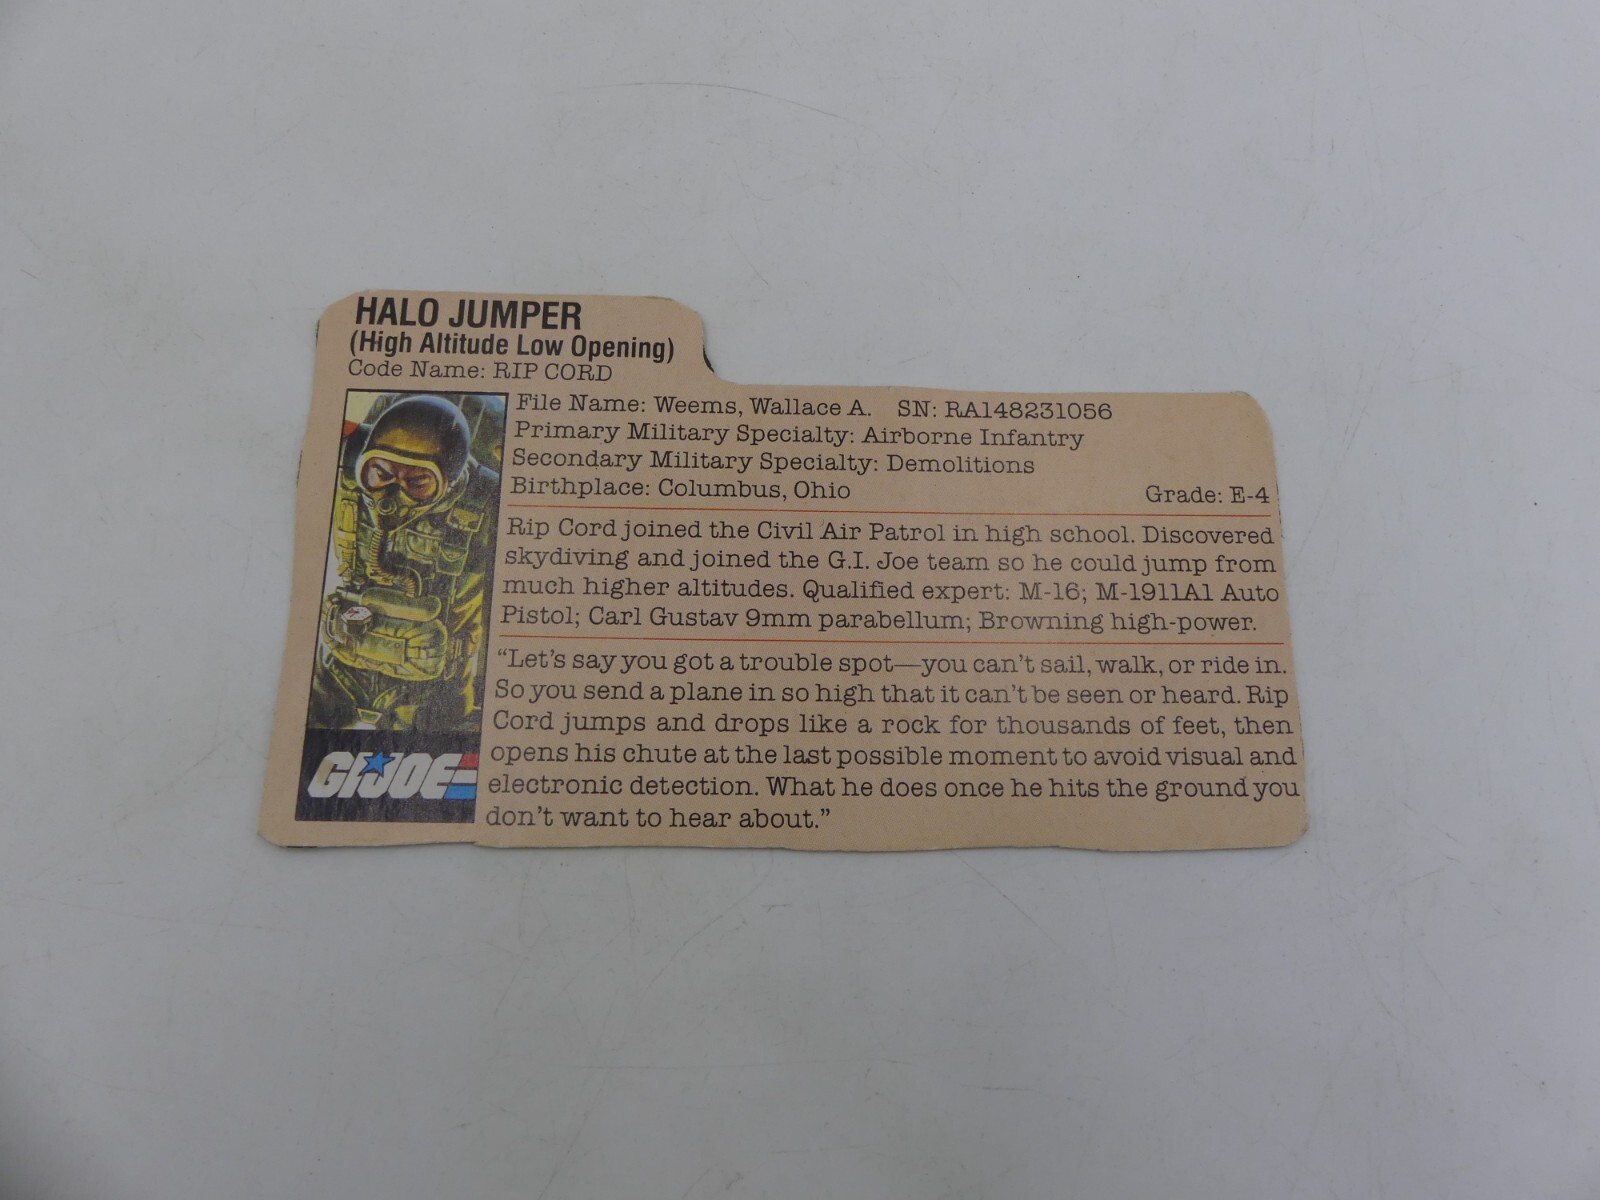 HALO JUMPER
(High Altitude Low Opening)
Code Name: RIP CORD
File Name: Weems, Wallace A. SN: RA148231056
Primary Military Specialty: Airborne Infantry
Secondary Military Specialty: Demolitions
Birthplace: Columbus, Ohio Grade: E-4
Rip Cord joined the Civil Air Patrol in high school. Discovered
skydiving and joined the G.I. Joe team so he could jump from
much higher altitudes. Qualified expert: M-16; M-1911A1 Auto
Pistol; Carl Gustav 9mm parabellum; Browning high-power.
“Let’s say you got a trouble spot—you can’t sail, walk, or ride in.
So you send a plane in so high that it can’t be seen or heard. Rip
Cord jumps and drops like a rock for thousands of feet, then
opens his chute at the last possible moment to avoid visual and
electronic detection. What he does once he hits the ground you
don’t want to hear about.”
GI JOE